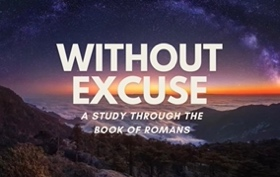 WITHOUT
EXCUSE
A STUDY THROUGH THE
BOOK OF ROMANS